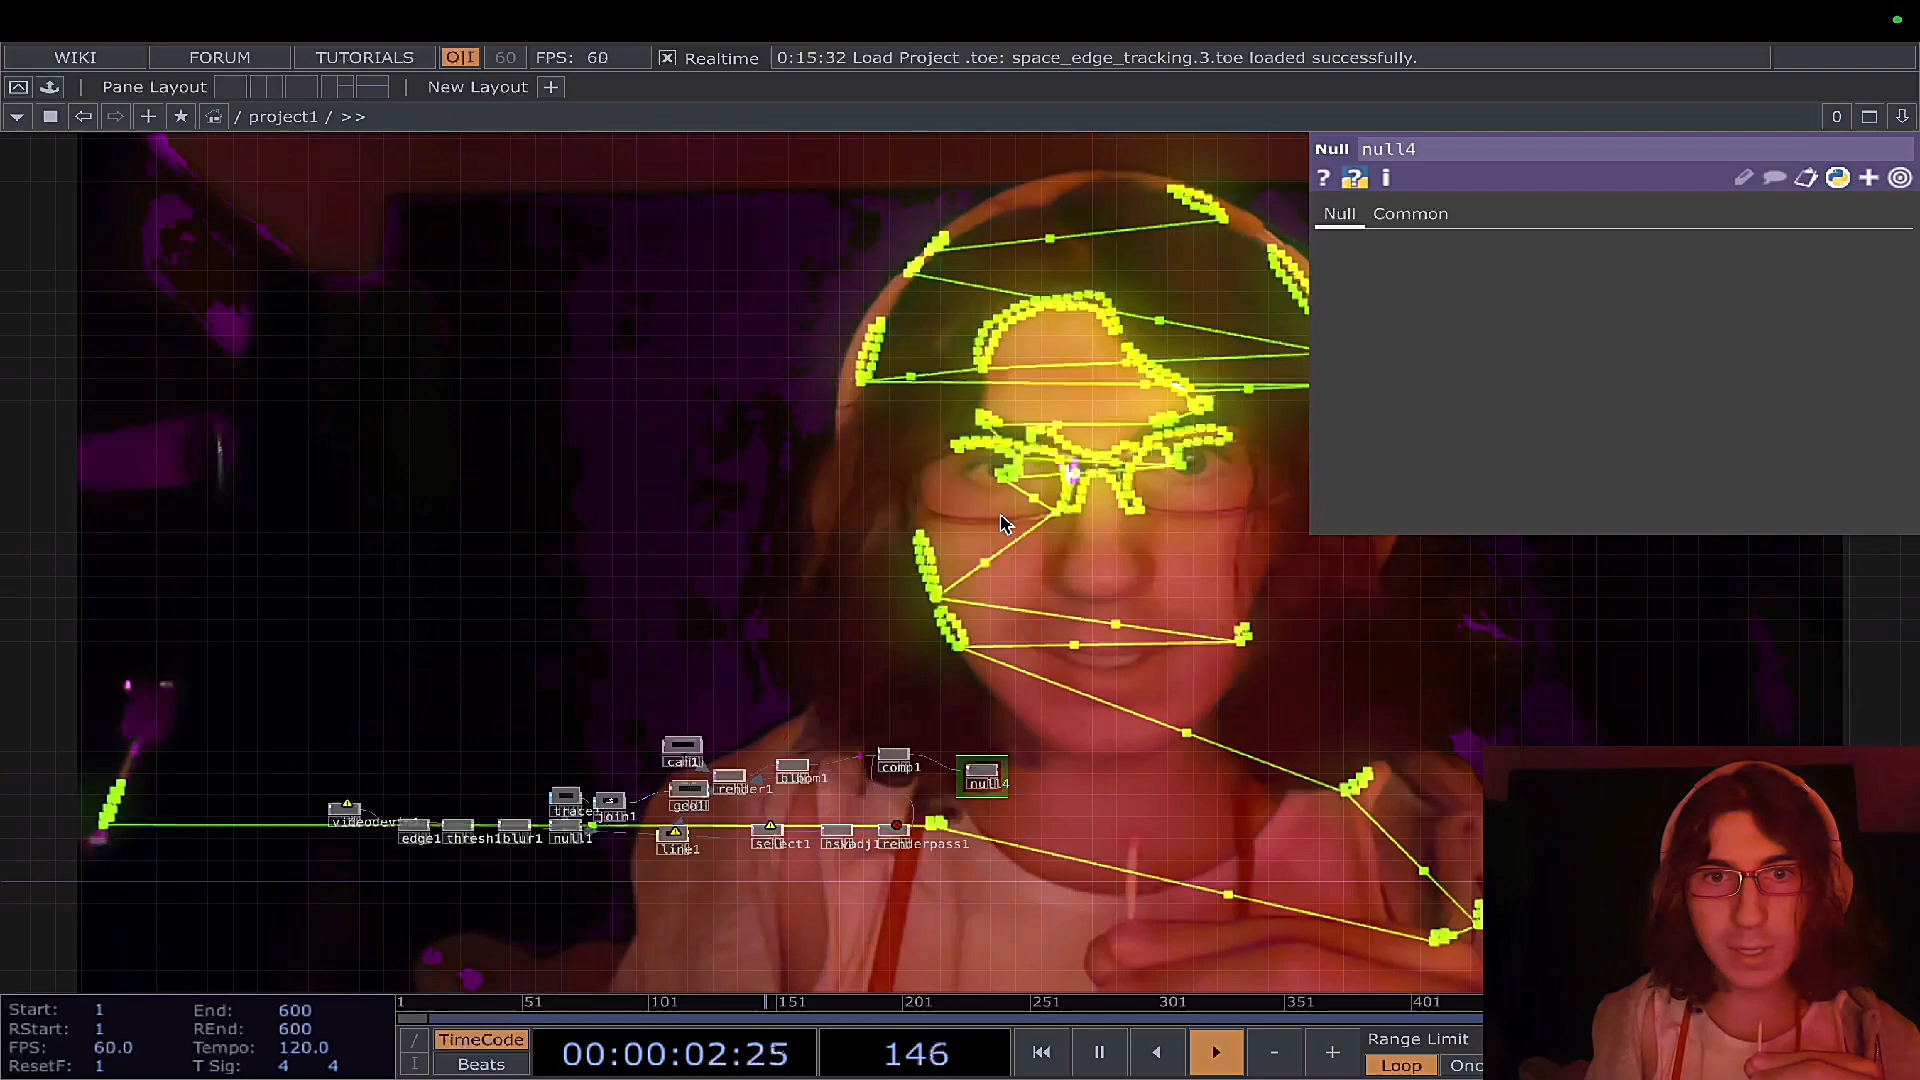 WIKI FORUM TUTORIALS O|I 60 FPS: 60 Realtime 0:15:32 Load Project .toe: space_edge_tracking.3.toe loaded successfully.
Pane Layout New Layout
/ project1 / >> 0
Null null4
? ? i
Null Common
cam1
comp1
render1 bloom1 null4
geo1
trace1 join1
videodevin1
edge1 thresh1 blur1 null1
line1 select1 hsvadj1 renderpass1
1 51 101 151 201 251 301 351 401
Start: 1 End: 600
RStart: 1 REnd: 600
FPS: 60.0 Tempo: 120.0
ResetF: 1 T Sig: 4 4
TimeCode
Beats
00:00:02:25 146
Range Limit
Loop